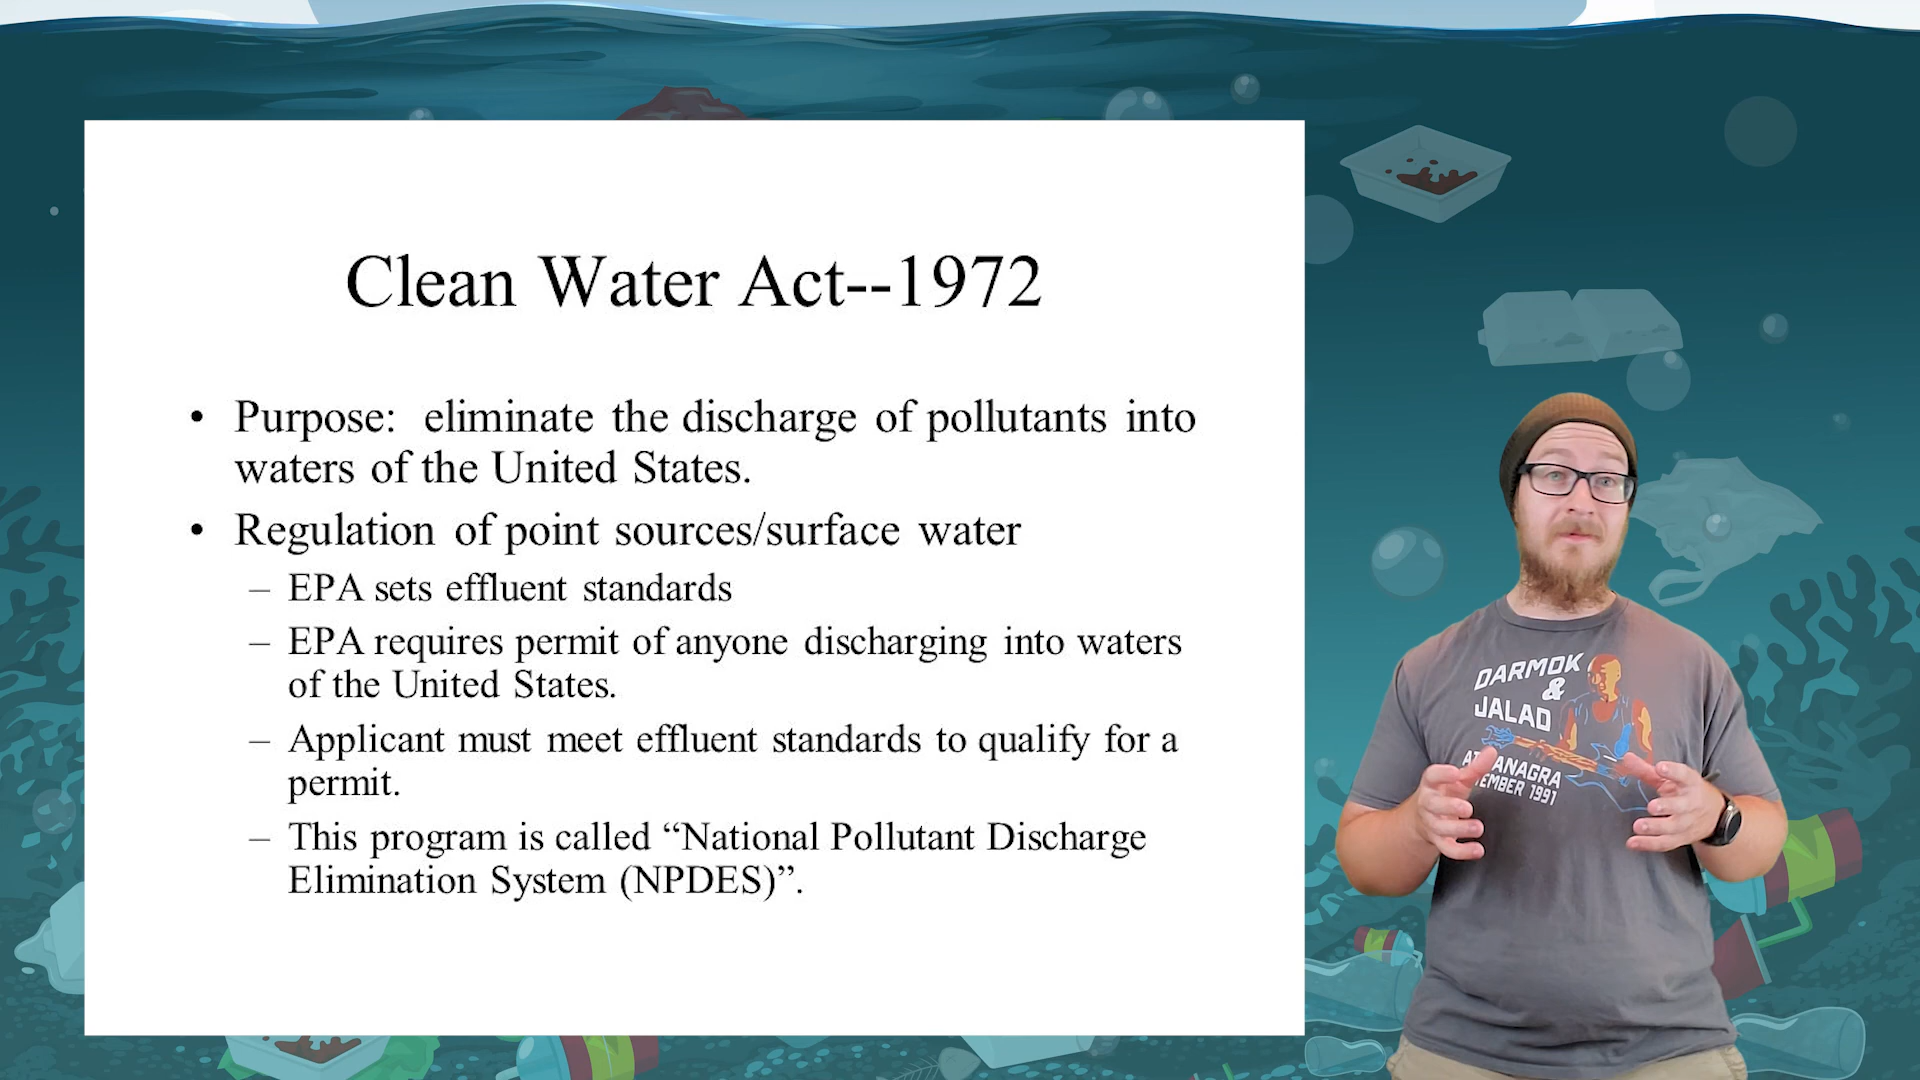 Clean Water Act--1972
• Purpose: eliminate the discharge of pollutants into
waters of the United States.
• Regulation of point sources/surface water
– EPA sets effluent standards
– EPA requires permit of anyone discharging into waters
of the United States.
– Applicant must meet effluent standards to qualify for a
permit.
– This program is called “National Pollutant Discharge
Elimination System (NPDES)”.
DARMOK
&
JALAD
AT ANAGRA
TEMBER 1991